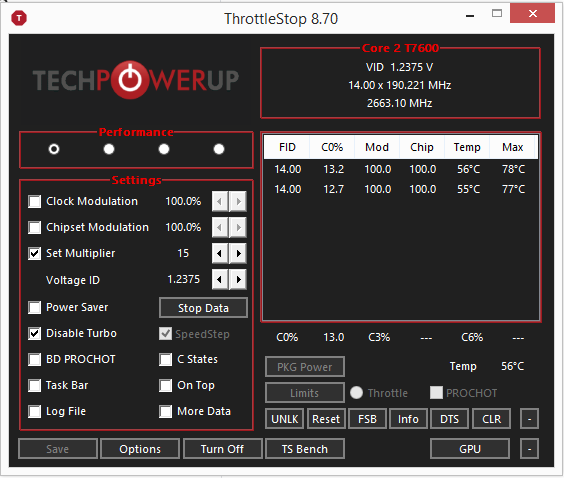 ThrottleStop 8.70
TECHPOWERUP
Core 2 T7600
VID 1.2375 V
14.00 x 190.221 MHz
2663.10 MHz
Performance
FID C0% Mod Chip Temp Max
14.00 13.2 100.0 100.0 56°C 78°C
14.00 12.7 100.0 100.0 55°C 77°C
Settings
Clock Modulation 100.0%
Chipset Modulation 100.0%
Set Multiplier 15
Voltage ID 1.2375
Power Saver Stop Data
Disable Turbo SpeedStep
BD PROCHOT C States
Task Bar On Top
Log File More Data
C0% 13.0 C3% --- C6% ---
PKG Power Temp 56°C
Limits Throttle PROCHOT
UNLK Reset FSB Info DTS CLR -
Save Options Turn Off TS Bench GPU -